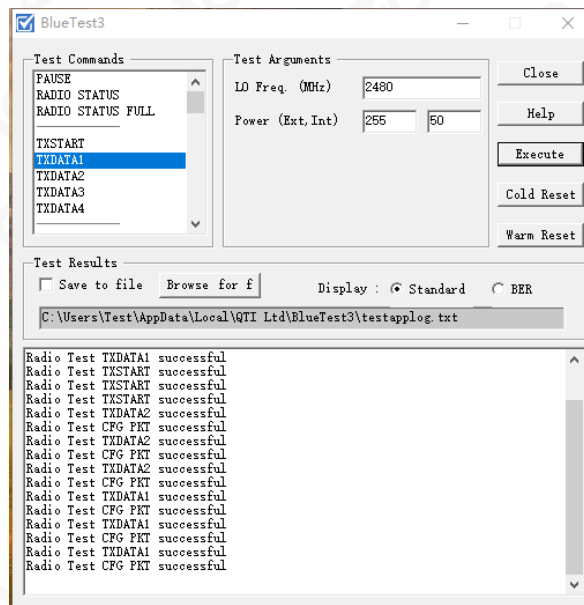 BlueTest3
Test Commands
PAUSE
RADIO STATUS
RADIO STATUS FULL
TXSTART
TXDATA1
TXDATA2
TXDATA3
TXDATA4
Test Arguments
LO Freq. (MHz) 2480
Power (Ext,Int) 255 50
Close
Help
Execute
Cold Reset
Warm Reset
Test Results
Save to file Browse for f Display : Standard BER
C:\Users\Test\AppData\Local\QTI Ltd\BlueTest3\testapplog.txt
Radio Test TXDATA1 successful
Radio Test TXSTART successful
Radio Test TXSTART successful
Radio Test TXSTART successful
Radio Test TXDATA2 successful
Radio Test CFG PKT successful
Radio Test TXDATA2 successful
Radio Test CFG PKT successful
Radio Test TXDATA2 successful
Radio Test CFG PKT successful
Radio Test TXDATA1 successful
Radio Test CFG PKT successful
Radio Test TXDATA1 successful
Radio Test CFG PKT successful
Radio Test TXDATA1 successful
Radio Test CFG PKT successful